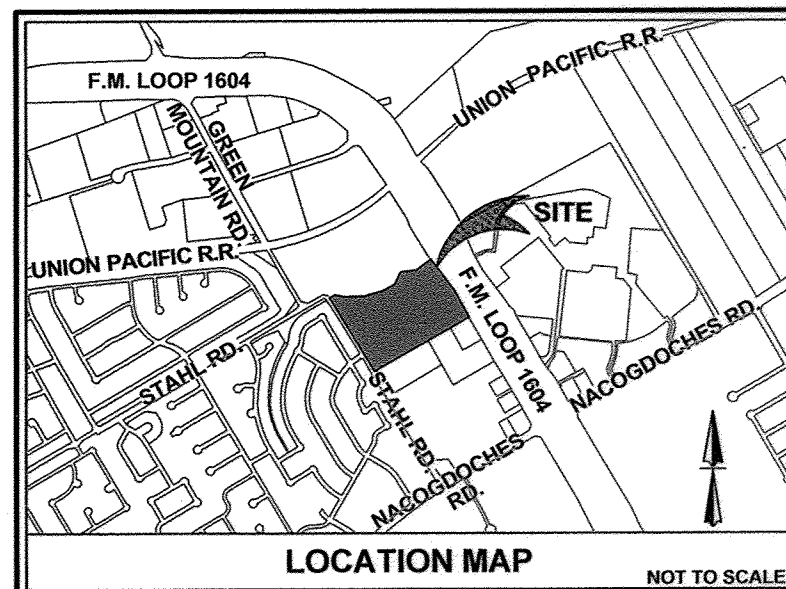 F.M. LOOP 1604
UNION PACIFIC R.R.
GREEN
MOUNTAIN RD.
SITE
UNION PACIFIC R.R.
F.M. LOOP 1604
STAHL RD.
STAHL RD.
NACOGDOCHES RD.
NACOGDOCHES
RD.
LOCATION MAP
NOT TO SCALE